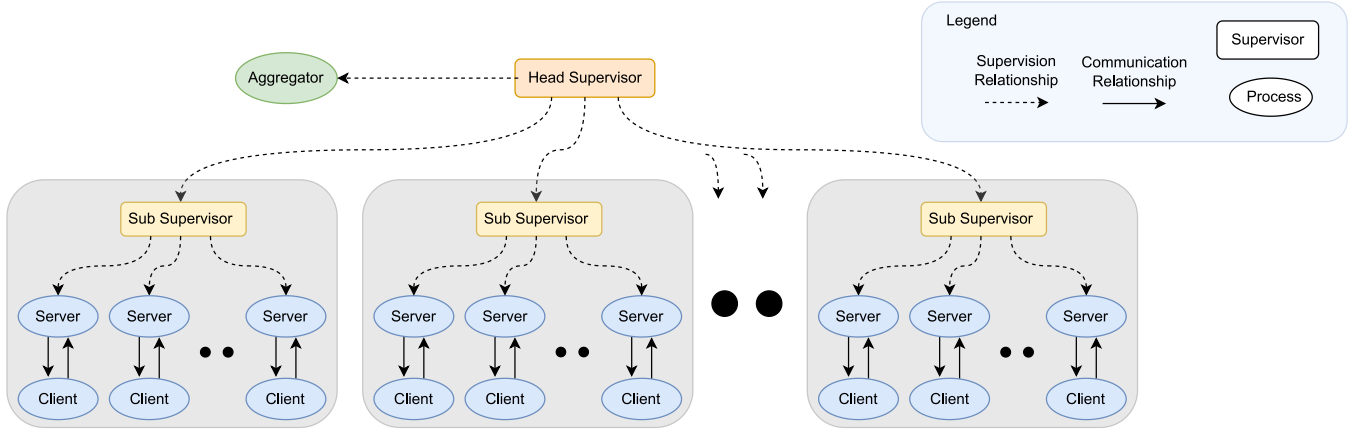 Legend
Supervision
Relationship
Communication
Relationship
Supervisor
Process
Aggregator
Head Supervisor
Sub Supervisor
Sub Supervisor
Sub Supervisor
Server
Server
Server
Server
Server
Server
Server
Server
Server
Client
Client
Client
Client
Client
Client
Client
Client
Client